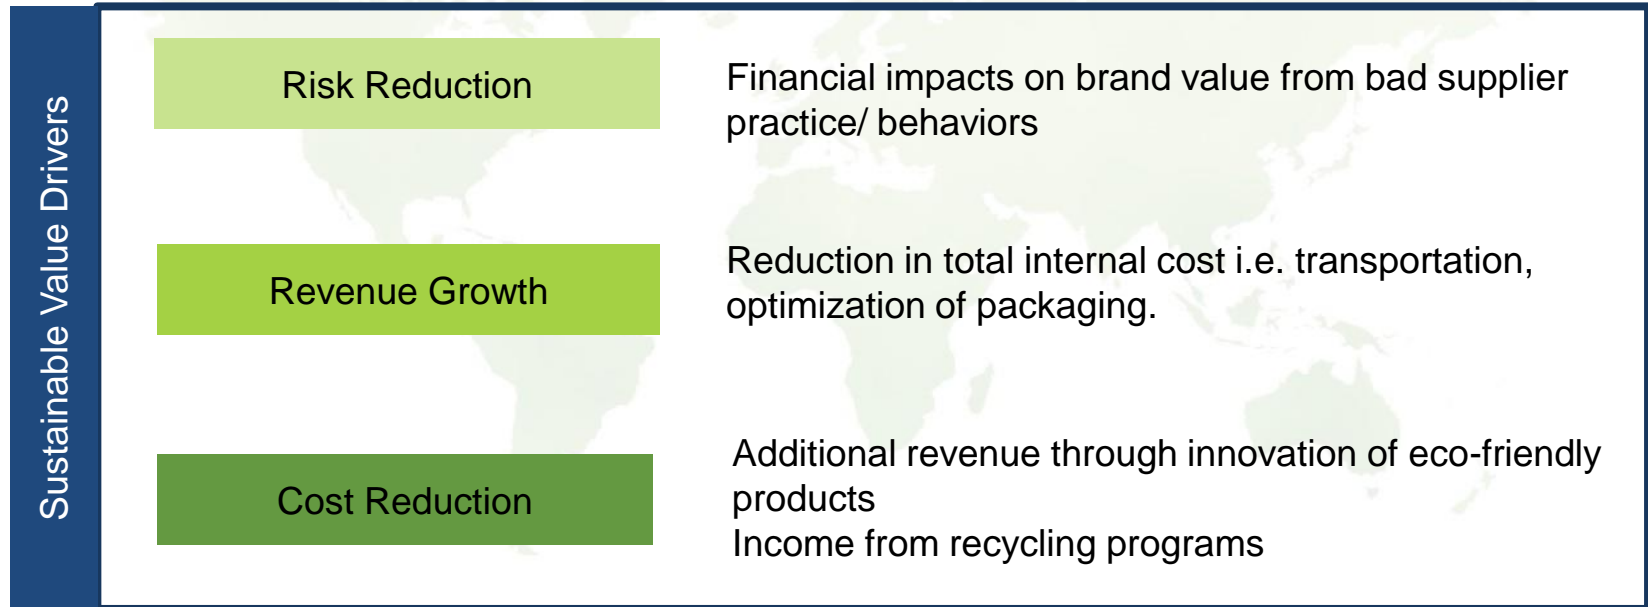 Sustainable Value Drivers
Risk Reduction
Financial impacts on brand value from bad supplier
practice/ behaviors
Revenue Growth
Reduction in total internal cost i.e. transportation,
optimization of packaging.
Cost Reduction
Additional revenue through innovation of eco-friendly
products
Income from recycling programs